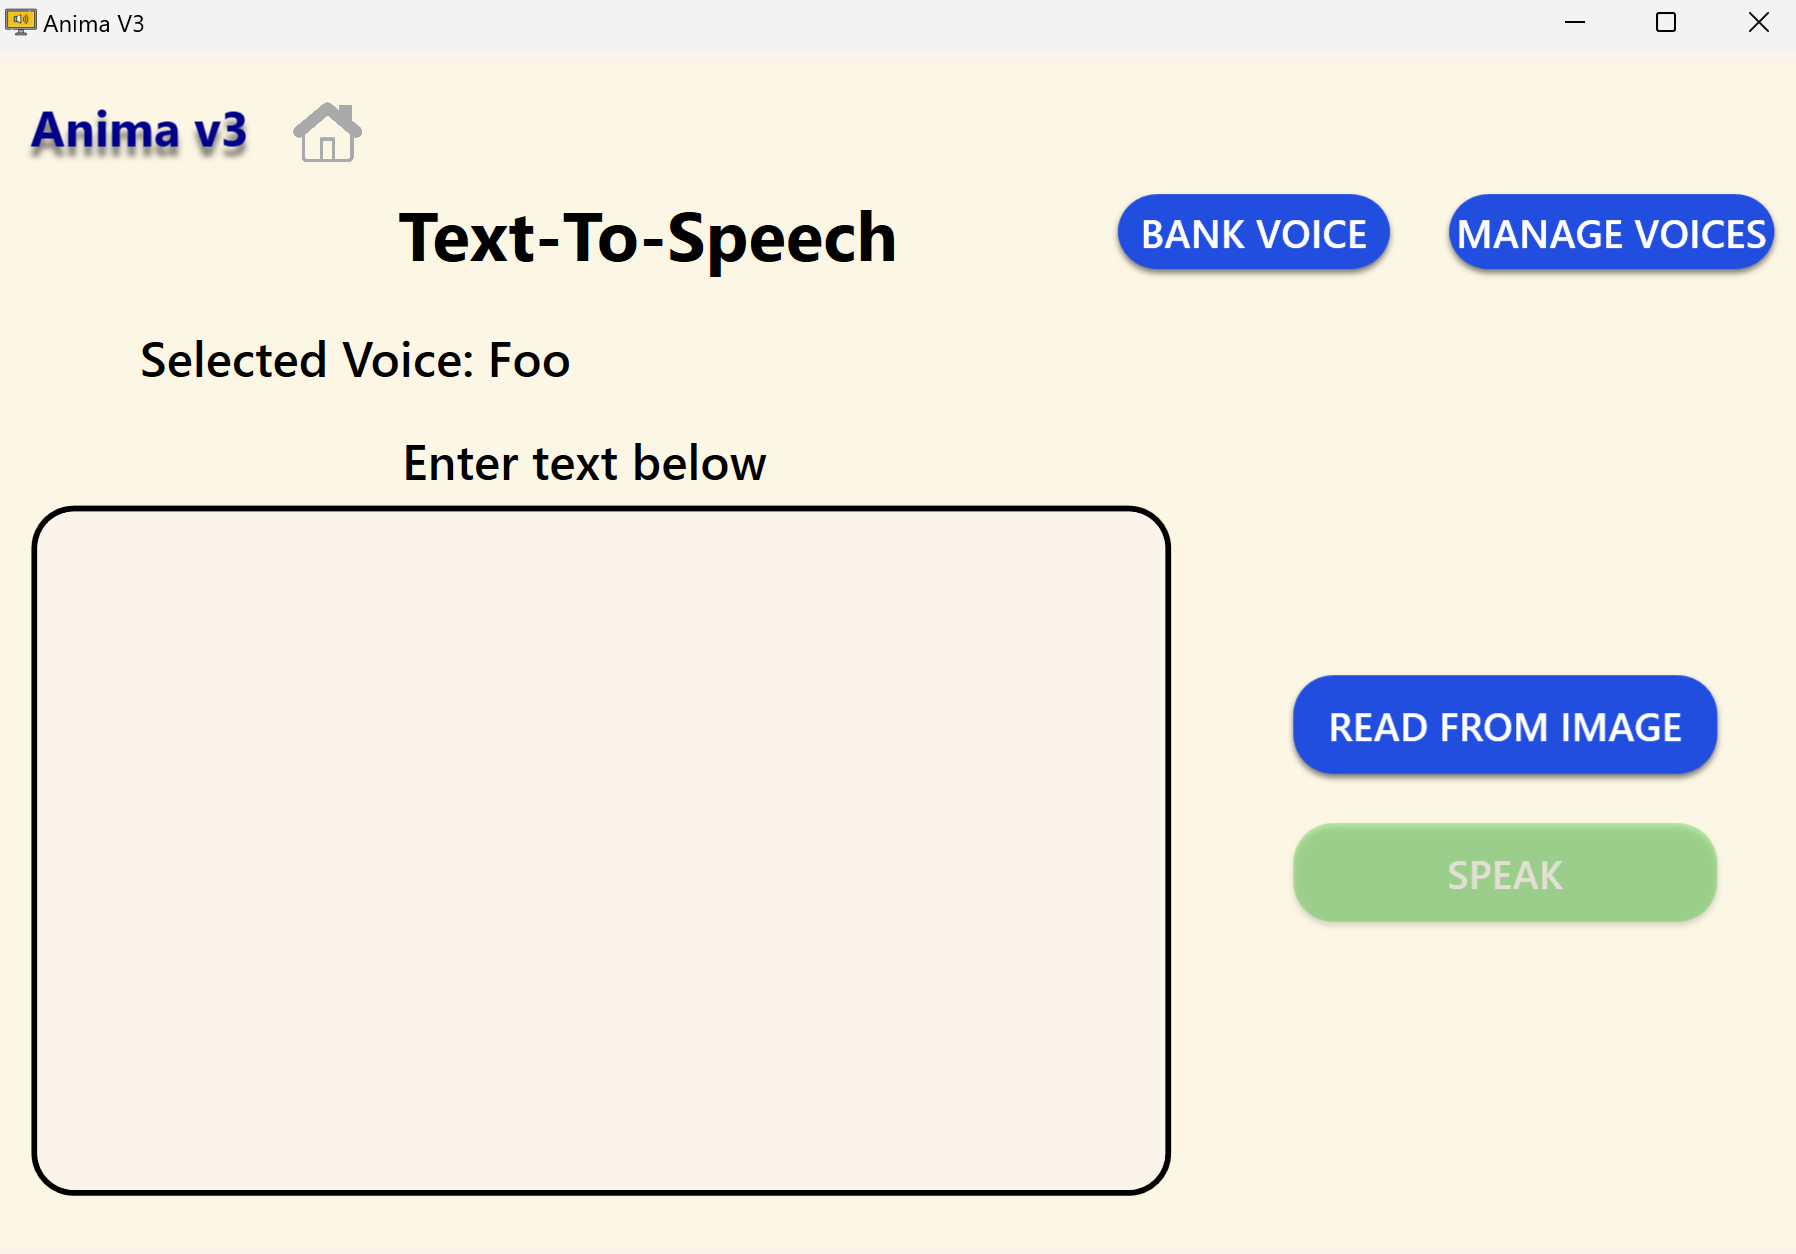 Anima V3
Anima v3
Text-To-Speech
BANK VOICE
MANAGE VOICES
Selected Voice: Foo
Enter text below
READ FROM IMAGE
SPEAK